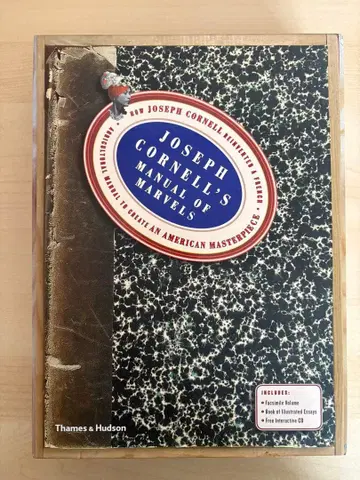 HOW JOSEPH CORNELL REINVENTED A FRENCH
AGRICULTURAL MANUAL TO CREATE AN AMERICAN MASTERPIECE
JOSEPH
CORNELL'S
MANUAL OF
MARVELS
INCLUDES:
• Facsimile Volume
• Book of Illustrated Essays
• Free Interactive CD
Thames & Hudson